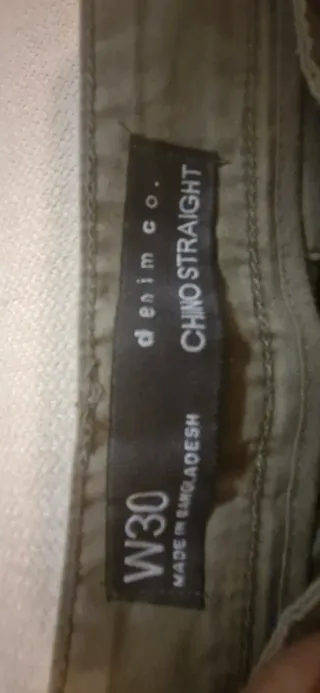 W30
MADE IN BANGLADESH
denim co.
CHINO STRAIGHT